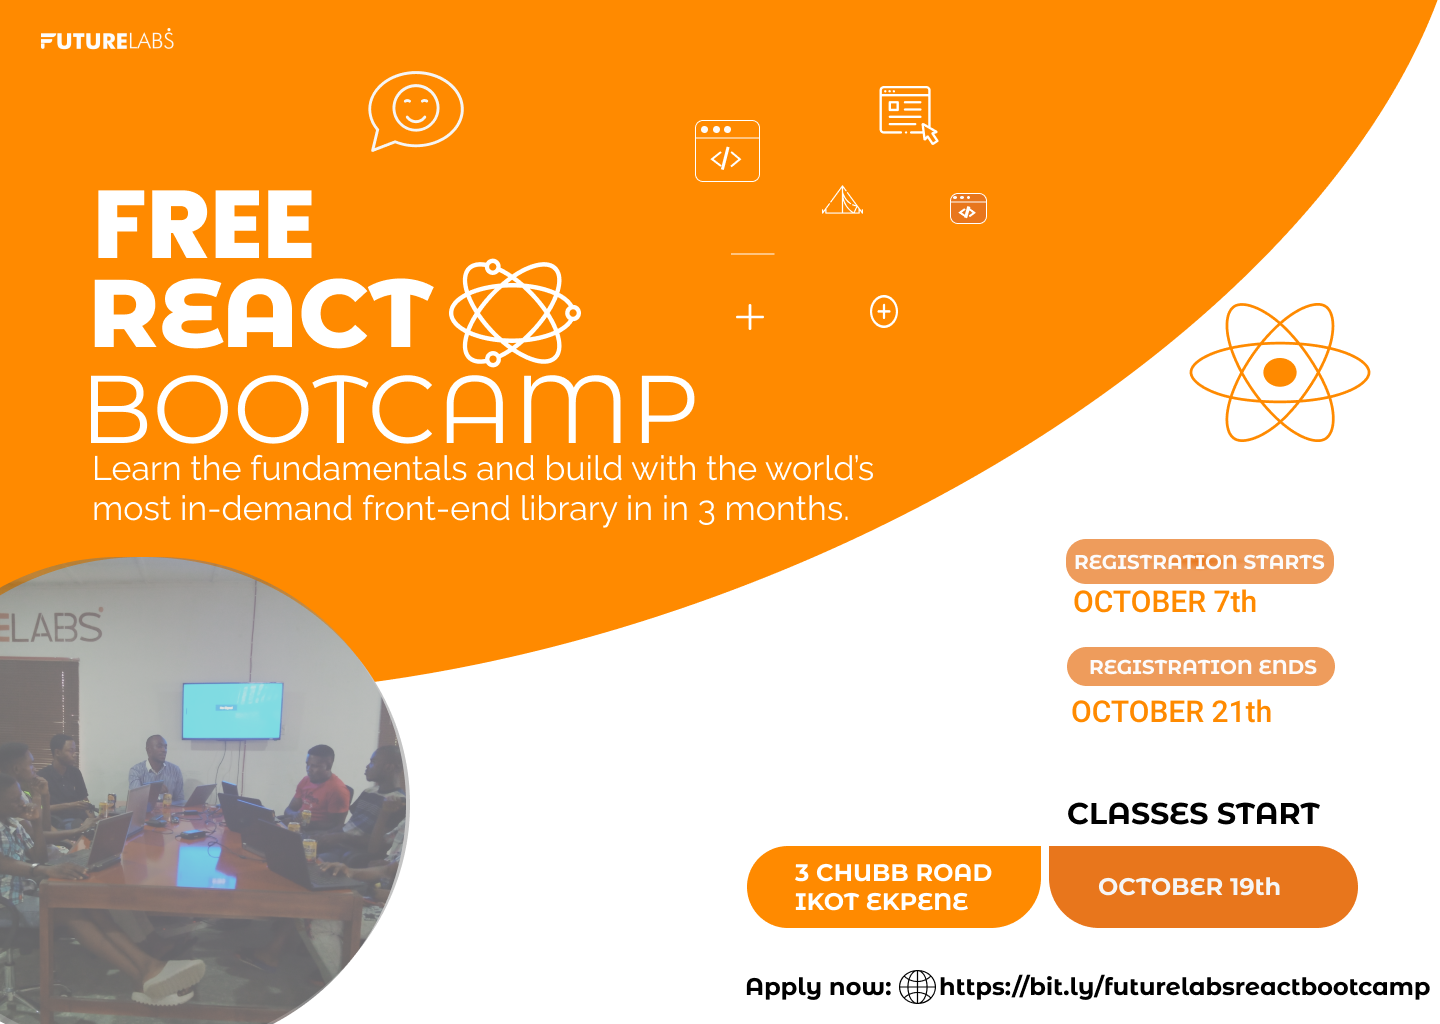 FUTURELABS
FREE
REACT
BOOTCAMP
Learn the fundamentals and build with the world's
most in-demand front-end library in in 3 months.
ELABS
REGISTRATION STARTS
OCTOBER 7th
REGISTRATION ENDS
OCTOBER 21th
CLASSES START
3 CHUBB ROAD
IKOT EKPENE
OCTOBER 19th
Apply now: https://bit.ly/futurelabsreactbootcamp